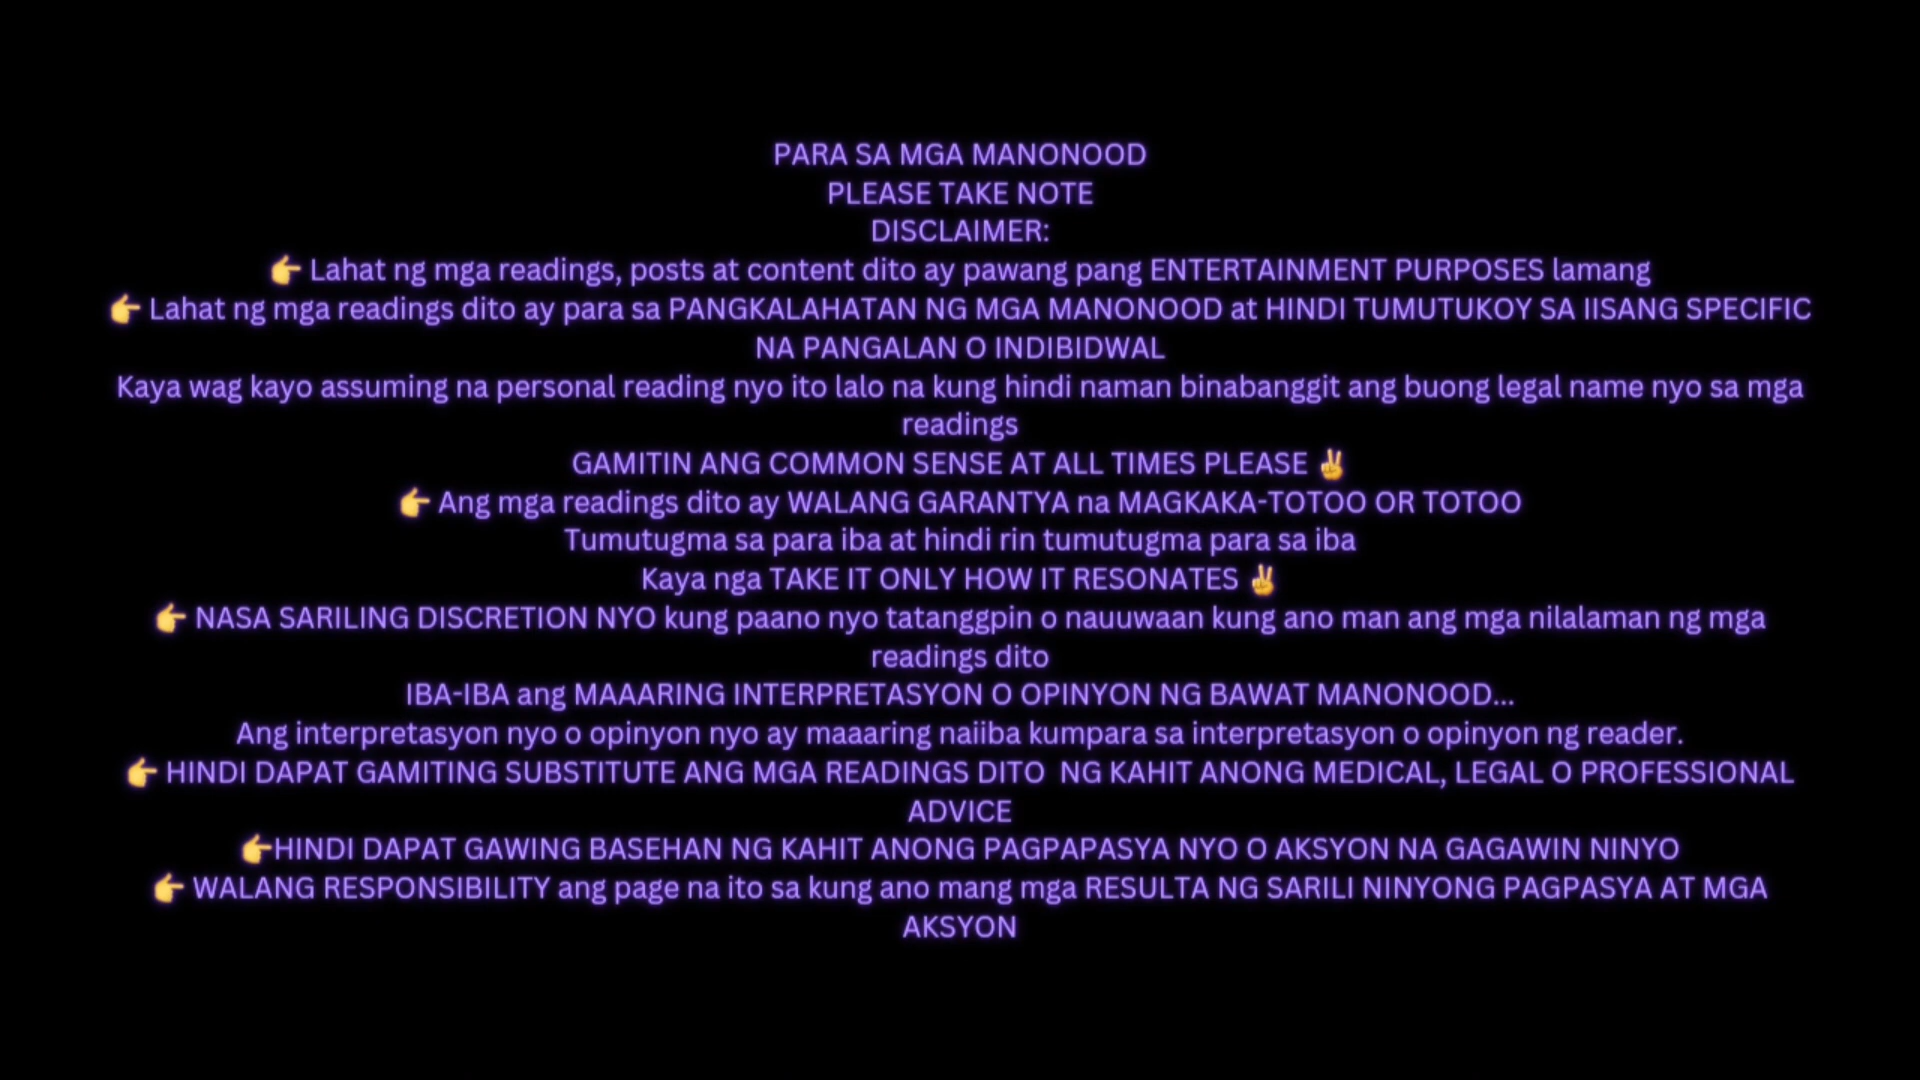 PARA SA MGA MANONOOD
PLEASE TAKE NOTE
DISCLAIMER:
👉 Lahat ng mga readings, posts at content dito ay pawang pang ENTERTAINMENT PURPOSES lamang
👉 Lahat ng mga readings dito ay para sa PANGKALAHATAN NG MGA MANONOOD at HINDI TUMUTUKOY SA IISANG SPECIFIC
NA PANGALAN O INDIBIDWAL
Kaya wag kayo assuming na personal reading nyo ito lalo na kung hindi naman binabanggit ang buong legal name nyo sa mga
readings
GAMITIN ANG COMMON SENSE AT ALL TIMES PLEASE ✌
👉 Ang mga readings dito ay WALANG GARANTYA na MAGKAKA-TOTOO OR TOTOO
Tumutugma sa para iba at hindi rin tumutugma para sa iba
Kaya nga TAKE IT ONLY HOW IT RESONATES ✌
👉 NASA SARILING DISCRETION NYO kung paano nyo tatanggpin o nauuwaan kung ano man ang mga nilalaman ng mga
readings dito
IBA-IBA ang MAAARING INTERPRETASYON O OPINYON NG BAWAT MANONOOD...
Ang interpretasyon nyo o opinyon nyo ay maaaring naiiba kumpara sa interpretasyon o opinyon ng reader.
👉 HINDI DAPAT GAMITING SUBSTITUTE ANG MGA READINGS DITO  NG KAHIT ANONG MEDICAL, LEGAL O PROFESSIONAL
ADVICE
👉HINDI DAPAT GAWING BASEHAN NG KAHIT ANONG PAGPAPASYA NYO O AKSYON NA GAGAWIN NINYO
👉 WALANG RESPONSIBILITY ang page na ito sa kung ano mang mga RESULTA NG SARILI NINYONG PAGPASYA AT MGA
AKSYON